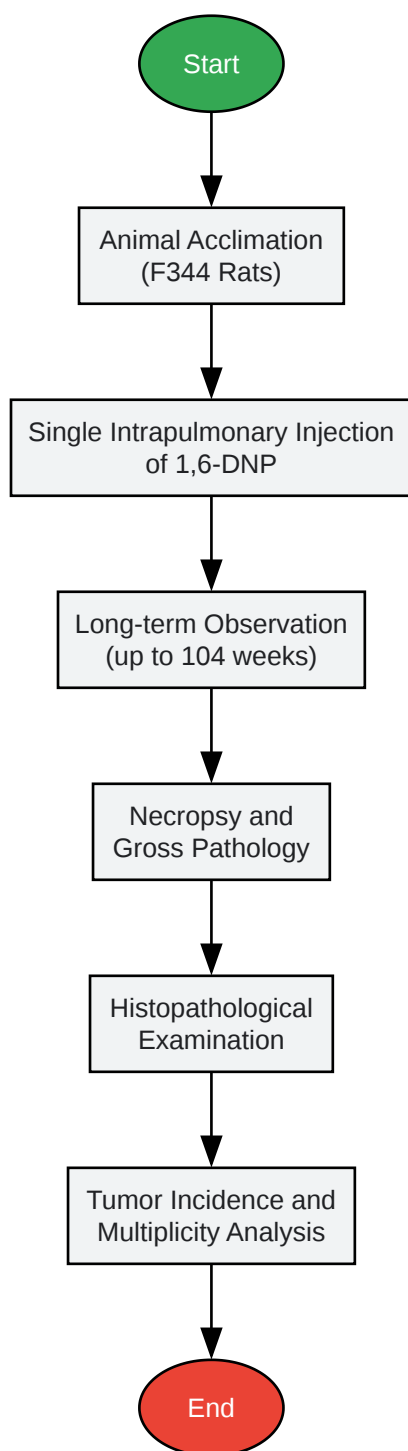 Start
Animal Acclimation
(F344 Rats)
Single Intrapulmonary Injection
of 1,6-DNP
Long-term Observation
(up to 104 weeks)
Necropsy and
Gross Pathology
Histopathological
Examination
Tumor Incidence and
Multiplicity Analysis
End